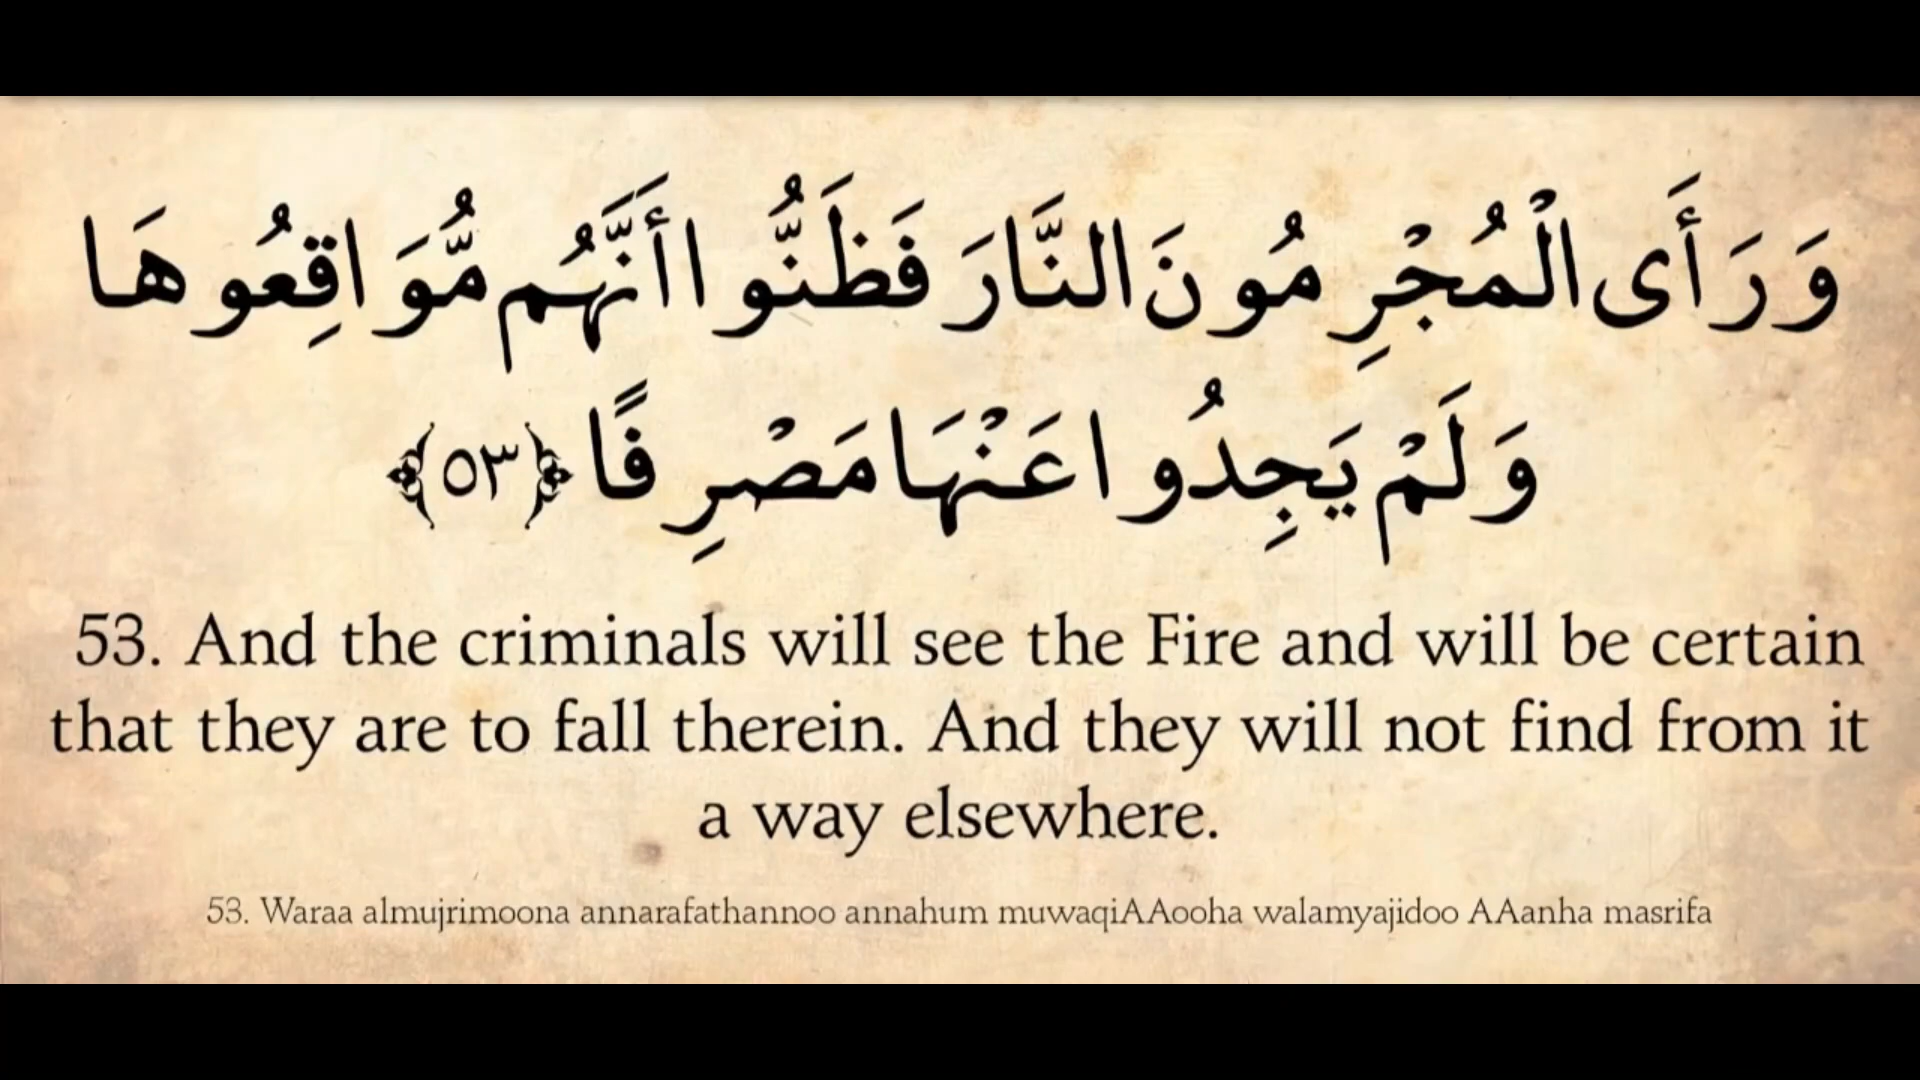 وَرَأَى الْمُجْرِمُونَ النَّارَ فَظَنُّوا أَنَّهُم مُّوَاقِعُوهَا
وَلَمْ يَجِدُوا عَنْهَا مَصْرِفًا ﴿٥٣﴾
53. And the criminals will see the Fire and will be certain
that they are to fall therein. And they will not find from it
a way elsewhere.
53. Waraa almujrimoona annarafathannoo annahum muwaqiAAooha walamyajidoo AAanha masrifa